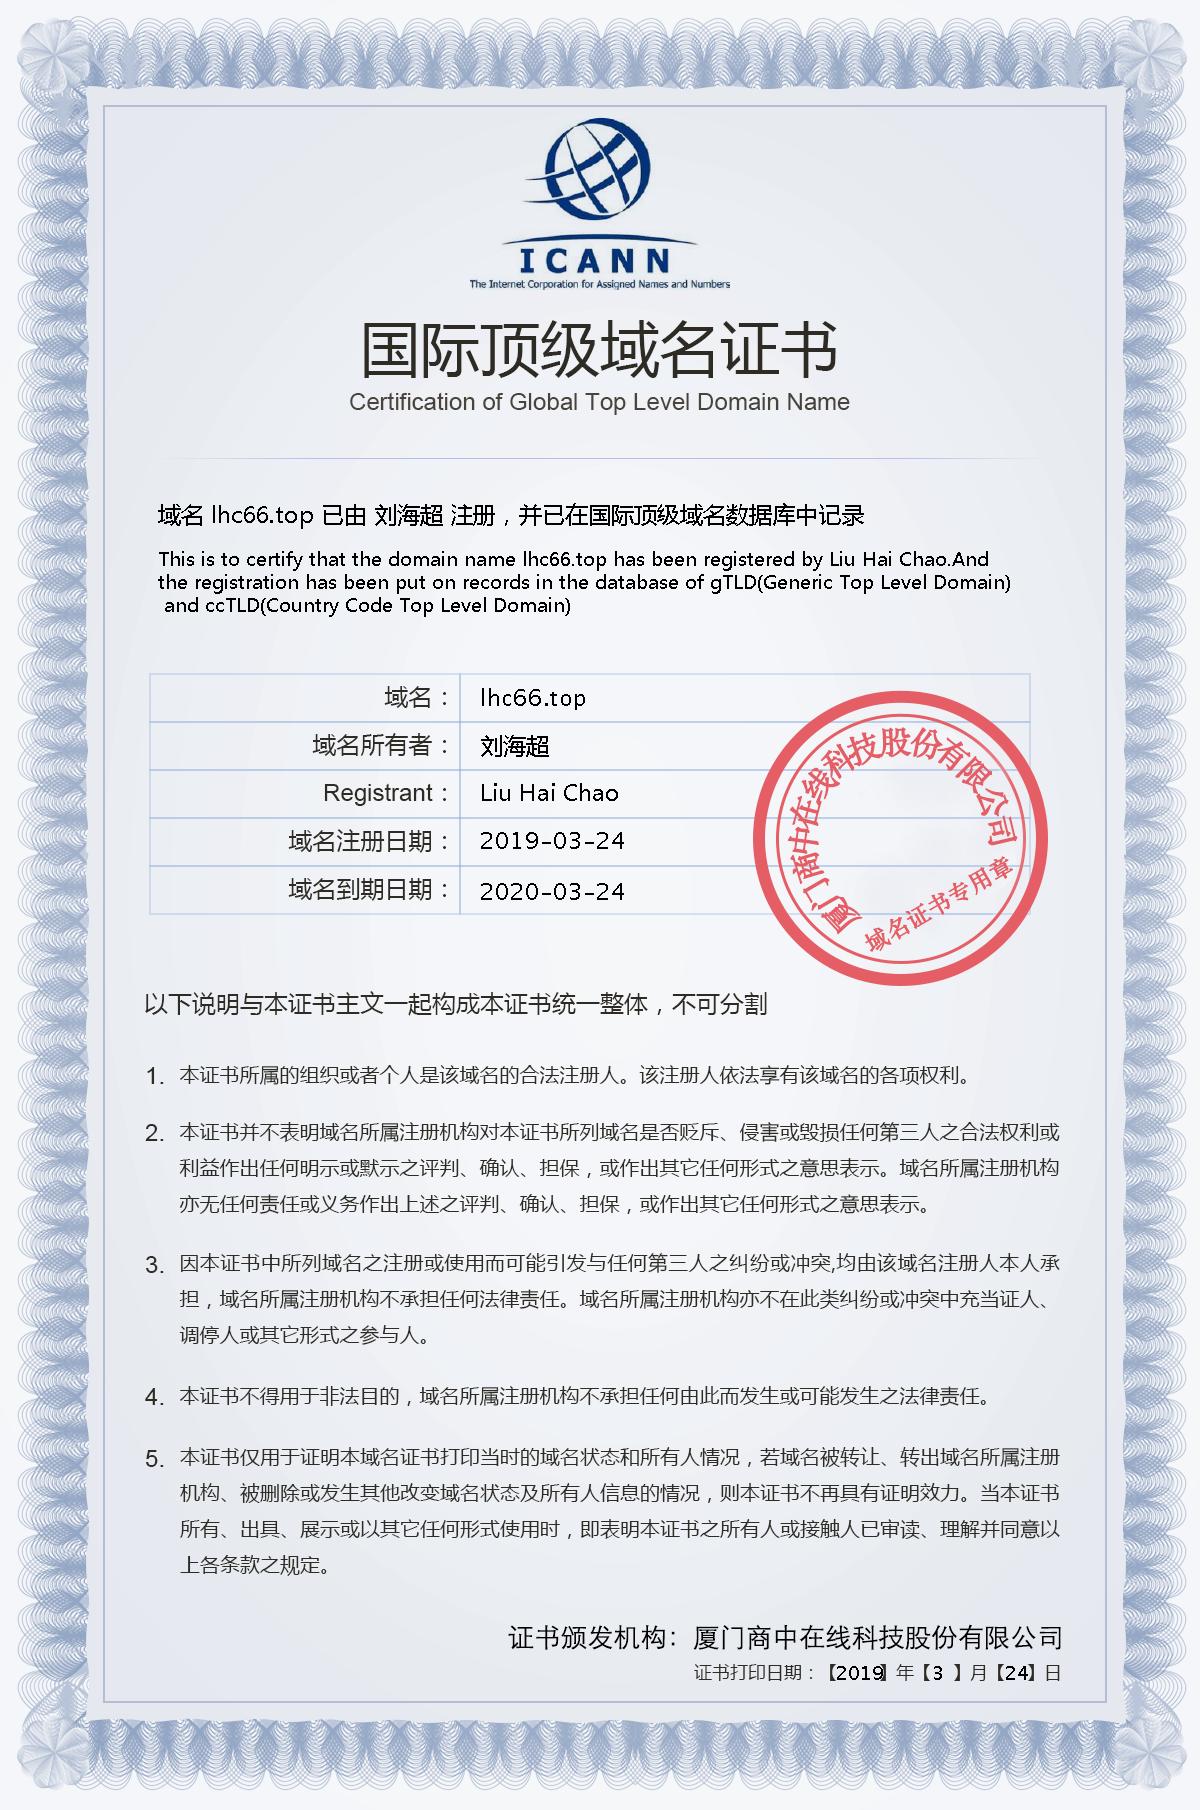 ICANN
The Internet Corporation for Assigned Names and Numbers
国际顶级域名证书
Certification of Global Top Level Domain Name
域名 lhc66.top 已由 刘海超 注册，并已在国际顶级域名数据库中记录
This is to certify that the domain name lhc66.top has been registered by Liu Hai Chao.And
the registration has been put on records in the database of gTLD(Generic Top Level Domain)
and ccTLD(Country Code Top Level Domain)
域名： lhc66.top
域名所有者： 刘海超
Registrant： Liu Hai Chao
域名注册日期： 2019-03-24
域名到期日期： 2020-03-24
厦门商中在线科技股份有限公司
域名证书专用章
以下说明与本证书主文一起构成本证书统一整体，不可分割
1. 本证书所属的组织或者个人是该域名的合法注册人。该注册人依法享有该域名的各项权利。
2. 本证书并不表明域名所属注册机构对本证书所列域名是否贬斥、侵害或毁损任何第三人之合法权利或
利益作出任何明示或默示之评判、确认、担保，或作出其它任何形式之意思表示。域名所属注册机构
亦无任何责任或义务作出上述之评判、确认、担保，或作出其它任何形式之意思表示。
3. 因本证书中所列域名之注册或使用而可能引发与任何第三人之纠纷或冲突,均由该域名注册人本人承
担，域名所属注册机构不承担任何法律责任。域名所属注册机构亦不在此类纠纷或冲突中充当证人、
调停人或其它形式之参与人。
4. 本证书不得用于非法目的，域名所属注册机构不承担任何由此而发生或可能发生之法律责任。
5. 本证书仅用于证明本域名证书打印当时的域名状态和所有人情况，若域名被转让、转出域名所属注册
机构、被删除或发生其他改变域名状态及所有人信息的情况，则本证书不再具有证明效力。当本证书
所有、出具、展示或以其它任何形式使用时，即表明本证书之所有人或接触人已审读、理解并同意以
上各条款之规定。
证书颁发机构：厦门商中在线科技股份有限公司
证书打印日期：【2019】年【3 】月【24】日